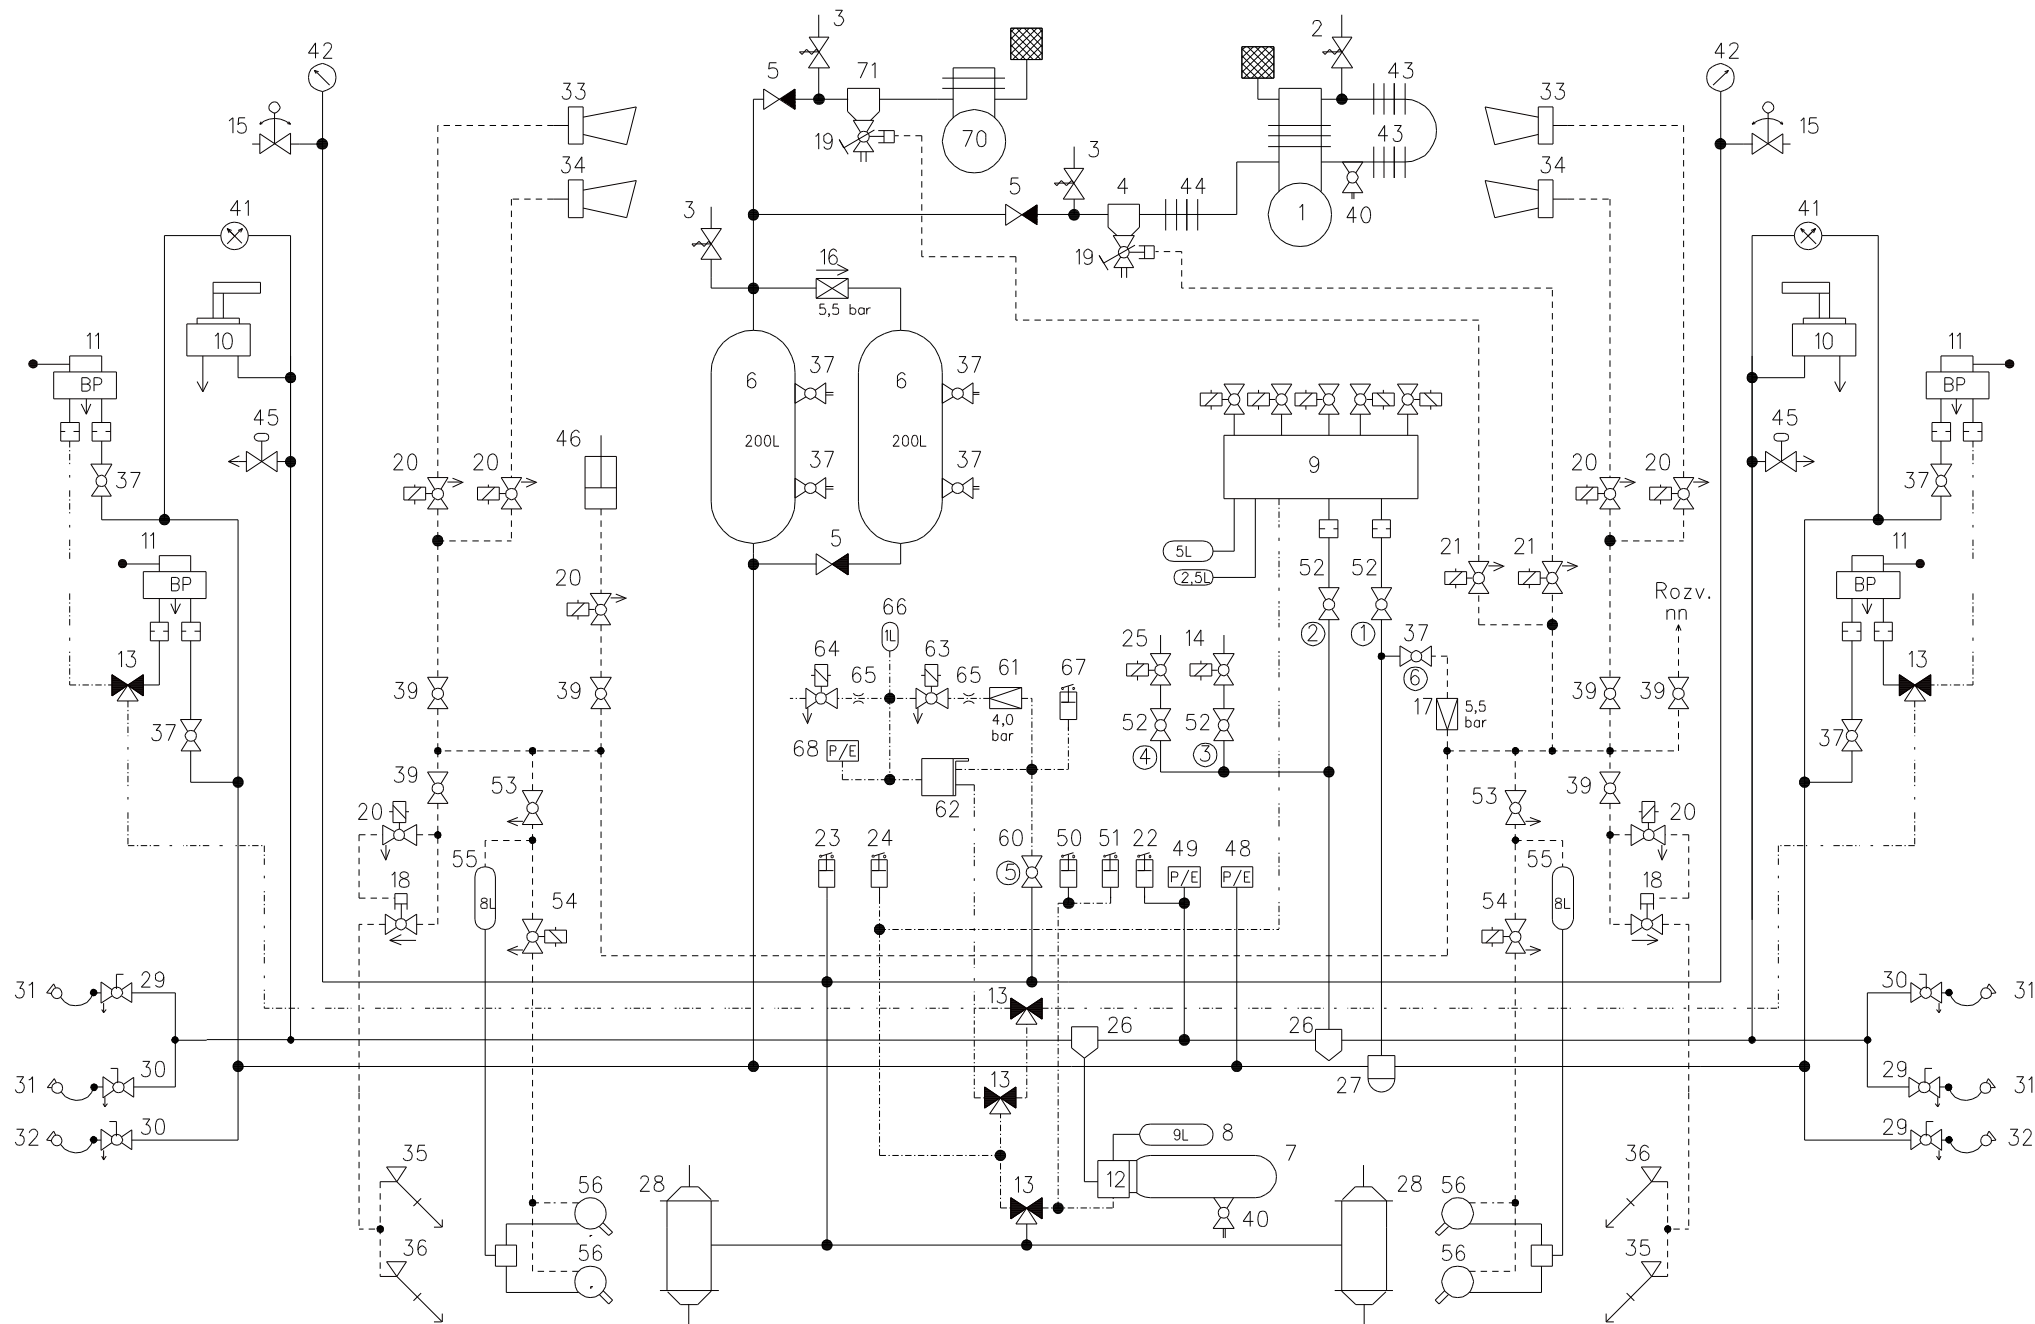 3 2
42 42
5 71 43
33 33
15 19 70 43 15
34 3 34
5 4 44
41 3 1 40 41
16 19
5,5 bar
11 10 10 11
BP 6 37 6 37 BP
45 46 200L 200L 9 45
20 20 37 37 20 20
37 37
11 5 21 21 11
BP 20 5L 52 52 BP
2,5L Rozv.
nn
66
1L 2 1 37
64 65 63 65 61 67 25 14
13 6 13
39 39 17 5,5
bar 39 39
4,0
bar 52 52
37 68 P/E 4 3 37
39 53 62 53 39
20 20
23 24 60 50 51 22 49 48
55 5 P/E P/E 55
18 18
8L 54 54 8L
31 29 30 31
13 26 26
31 30 13 27 29 31
32 30 9L 8 29 32
35 7 36
56 28 13 12 28 56
40
36 56 56 35